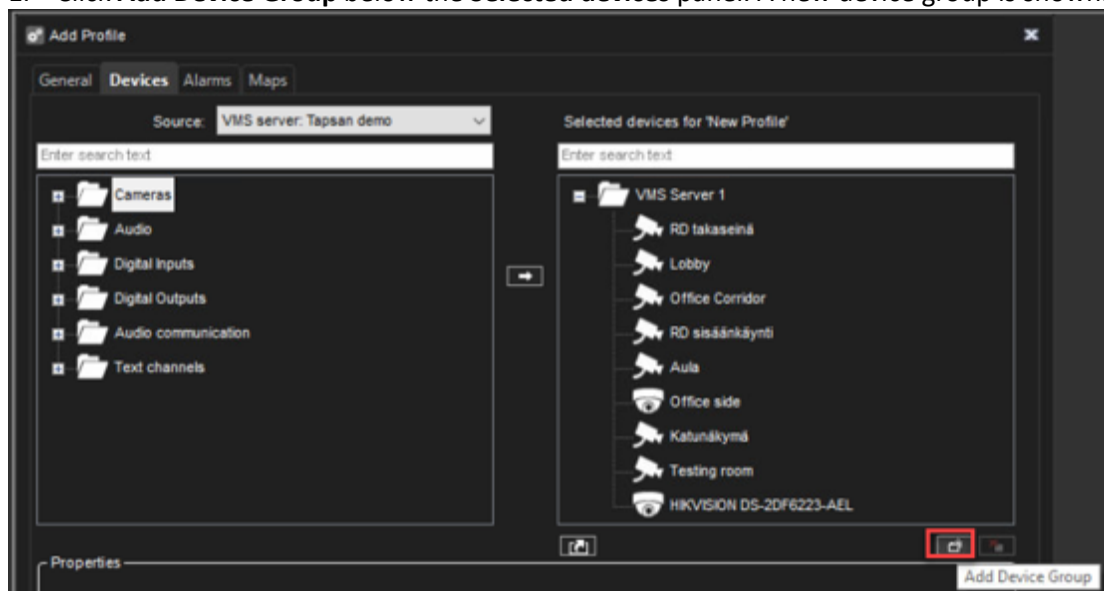 Click Add Device Group below the Selected devices panel. A new device group is shown.
Add Profile
General Devices Alarms Maps
Source: VMS server: Tapsan demo
Selected devices for 'New Profile'
Enter search text
Enter search text
Cameras
Audio
Digital Inputs
Digital Outputs
Audio communication
Text channels
VMS Server 1
RD takaseinä
Lobby
Office Corridor
RD sisäänkäynti
Aula
Office side
Katunäkymä
Testing room
HIKVISION DS-2DF6223-AEL
Properties
Add Device Group